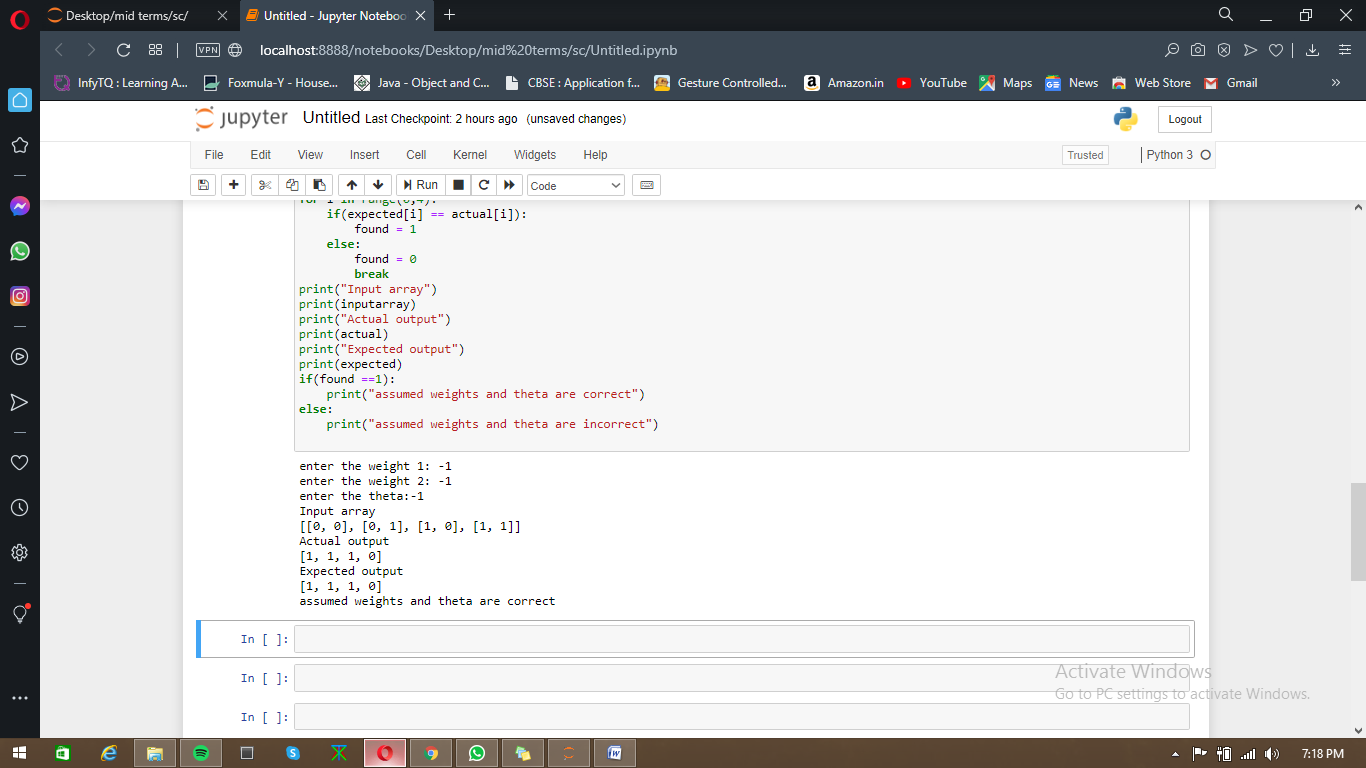 Desktop/mid terms/sc/
Untitled - Jupyter Noteboo
VPN
localhost:8888/notebooks/Desktop/mid%20terms/sc/Untitled.ipynb
InfyTQ : Learning A...
Foxmula-Y - House...
Java - Object and C...
CBSE : Application f...
Gesture Controlled...
Amazon.in
YouTube
Maps
News
Web Store
Gmail
jupyter Untitled Last Checkpoint: 2 hours ago (unsaved changes)
Logout
File Edit View Insert Cell Kernel Widgets Help
Trusted
Python 3
Run
Code
for i in range(0,4):
    if(expected[i] == actual[i]):
        found = 1
    else:
        found = 0
        break
print("Input array")
print(inputarray)
print("Actual output")
print(actual)
print("Expected output")
print(expected)
if(found ==1):
    print("assumed weights and theta are correct")
else:
    print("assumed weights and theta are incorrect")
enter the weight 1: -1
enter the weight 2: -1
enter the theta:-1
Input array
[[0, 0], [0, 1], [1, 0], [1, 1]]
Actual output
[1, 1, 1, 0]
Expected output
[1, 1, 1, 0]
assumed weights and theta are correct
In [ ]:
In [ ]:
In [ ]:
Activate Windows
Go to PC settings to activate Windows.
7:18 PM